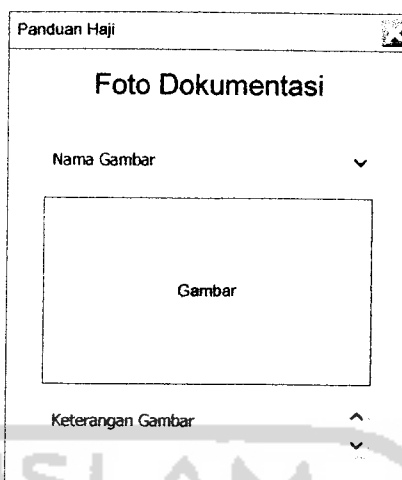 Panduan Haji
Foto Dokumentasi
Nama Gambar
Gambar
Keterangan Gambar